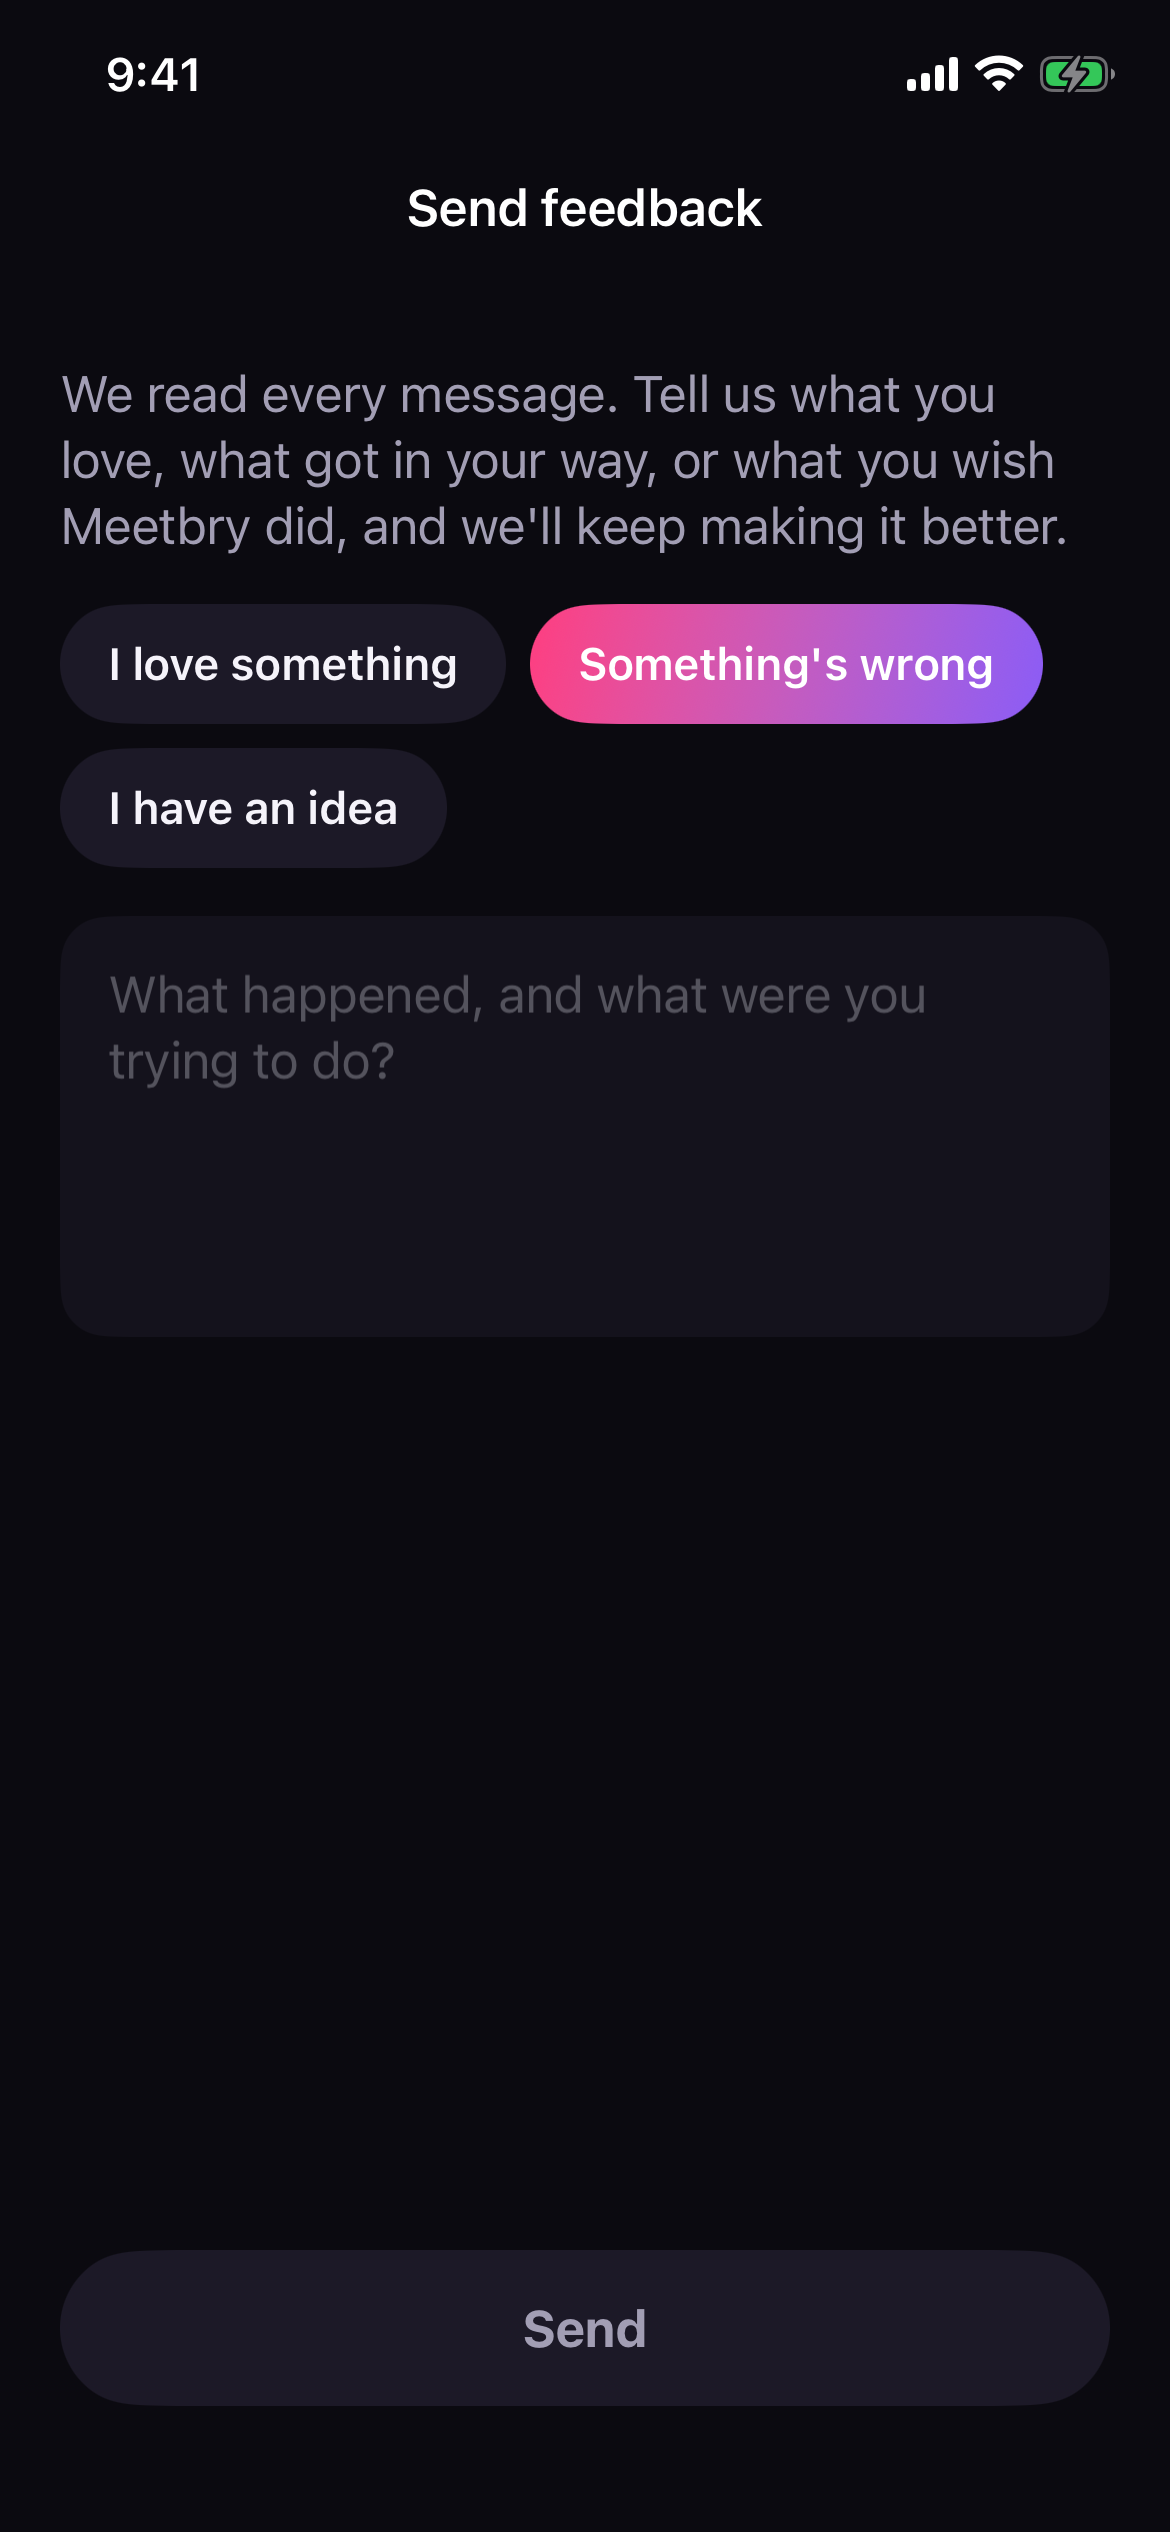 9:41
Send feedback
We read every message. Tell us what you
love, what got in your way, or what you wish
Meetbry did, and we'll keep making it better.
I love something
Something's wrong
I have an idea
What happened, and what were you
trying to do?
Send